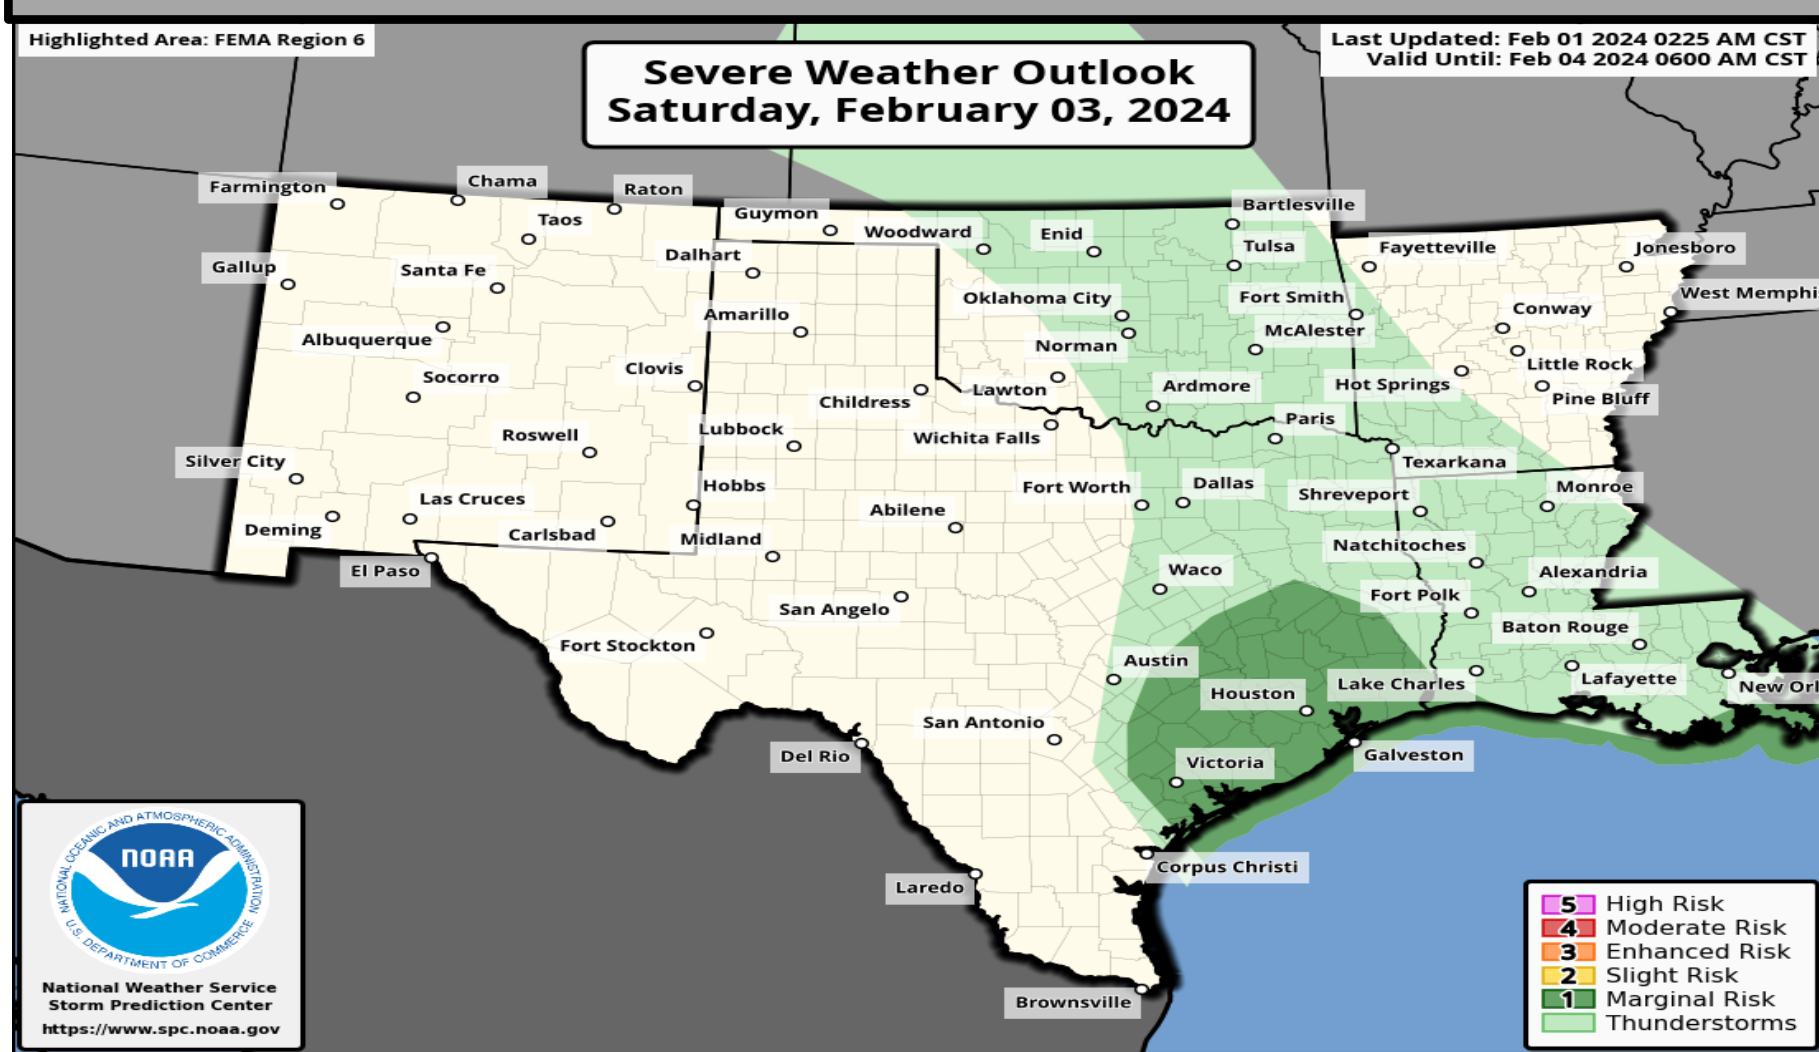 Highlighted Area: FEMA Region 6
Last Updated: Feb 01 2024 0225 AM CST
Valid Until: Feb 04 2024 0600 AM CST
Severe Weather Outlook
Saturday, February 03, 2024
Farmington
Chama
Raton
Taos
Guymon
Woodward
Enid
Bartlesville
Gallup
Santa Fe
Dalhart
Tulsa
Fayetteville
Jonesboro
Albuquerque
Amarillo
Oklahoma City
Fort Smith
Conway
West Memphi
Norman
McAlester
Socorro
Clovis
Childress
Lawton
Ardmore
Hot Springs
Little Rock
Pine Bluff
Roswell
Lubbock
Wichita Falls
Paris
Texarkana
Silver City
Las Cruces
Hobbs
Abilene
Fort Worth
Dallas
Shreveport
Monroe
Deming
Carlsbad
Midland
Natchitoches
El Paso
Waco
Alexandria
San Angelo
Fort Polk
Fort Stockton
Baton Rouge
Austin
Houston
Lake Charles
Lafayette
New Orl
San Antonio
Del Rio
Victoria
Galveston
Laredo
Corpus Christi
Brownsville
NATIONAL OCEANIC AND ATMOSPHERIC ADMINISTRATION
NOAA
U.S. DEPARTMENT OF COMMERCE
National Weather Service
Storm Prediction Center
https://www.spc.noaa.gov
5 High Risk
4 Moderate Risk
3 Enhanced Risk
2 Slight Risk
1 Marginal Risk
Thunderstorms